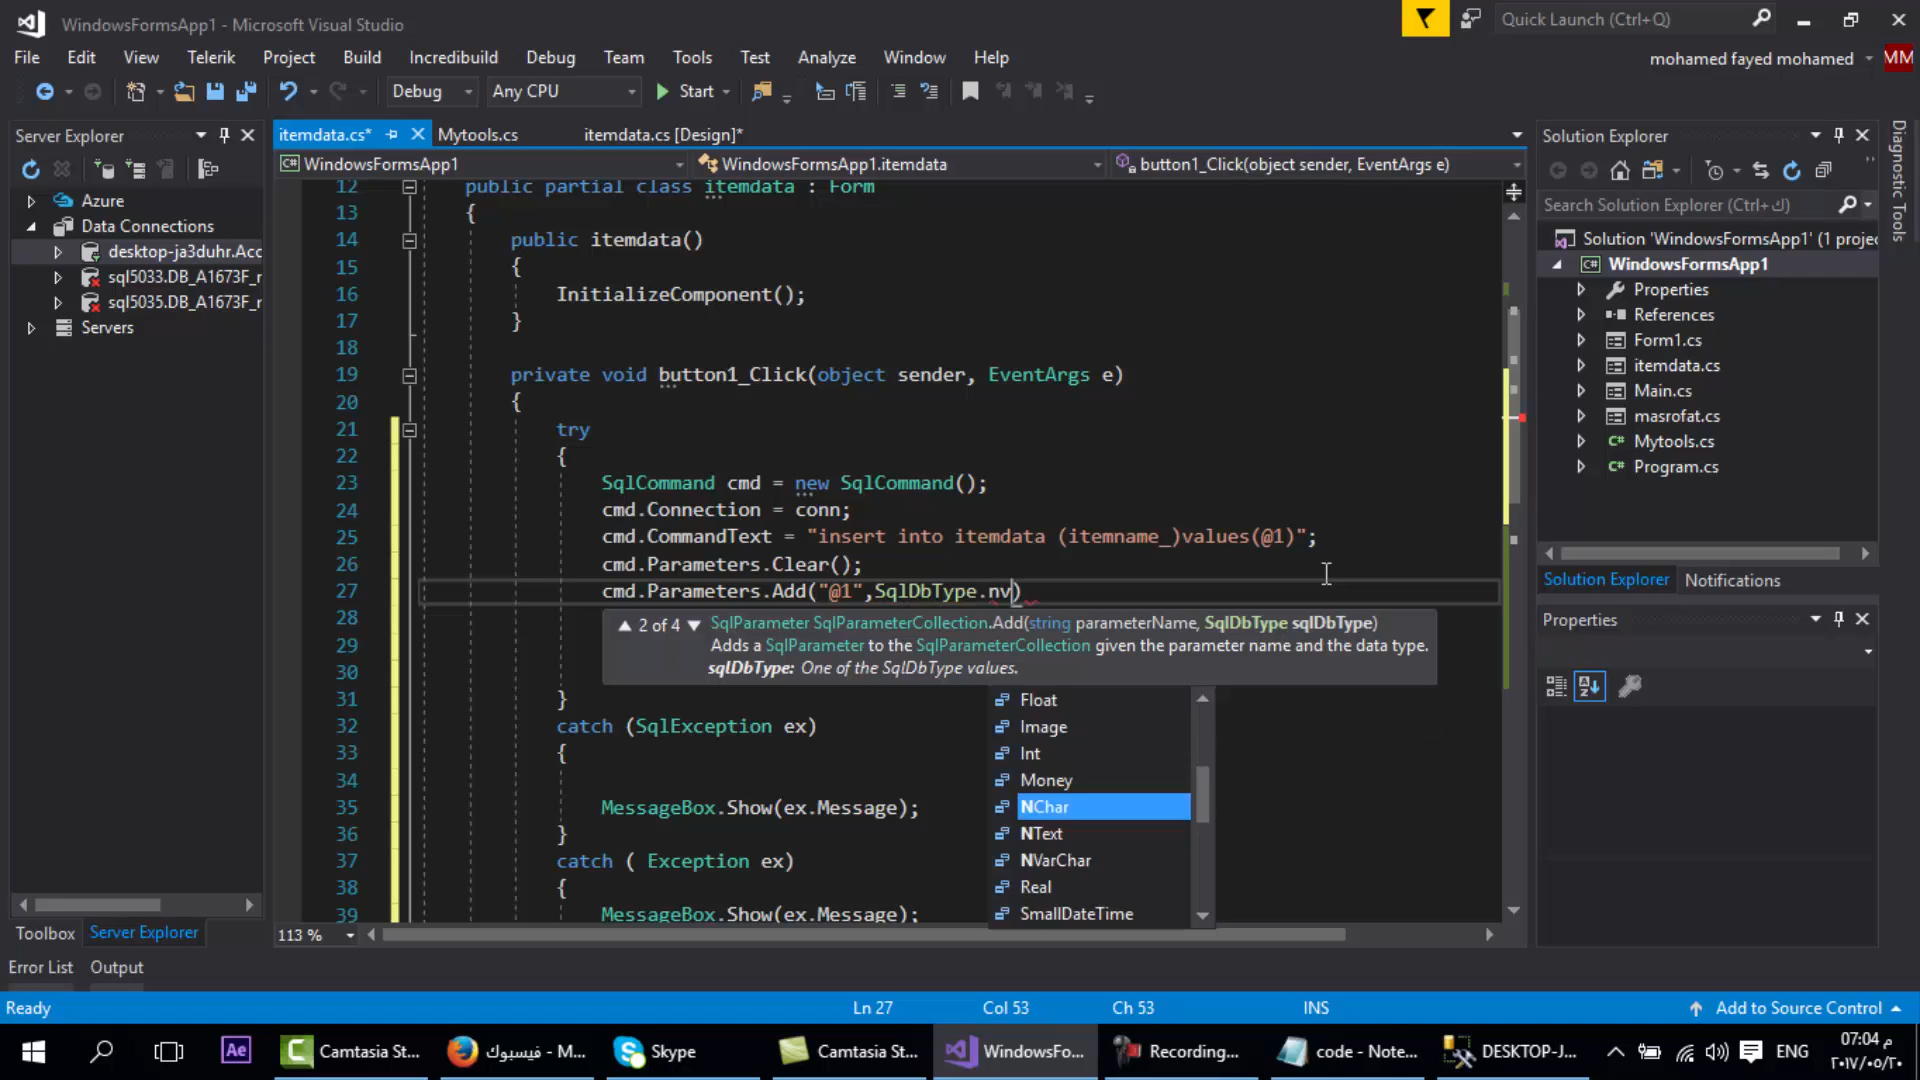 WindowsFormsApp1 - Microsoft Visual Studio
Quick Launch (Ctrl+Q)
File Edit View Telerik Project Build Incredibuild Debug Team Tools Test Analyze Window Help
mohamed fayed mohamed MM
Debug Any CPU Start
Server Explorer
itemdata.cs* Mytools.cs itemdata.cs [Design]*
Solution Explorer
WindowsFormsApp1 WindowsFormsApp1.itemdata button1_Click(object sender, EventArgs e)
Azure
Data Connections
desktop-ja3duhr.Acc
sql5033.DB_A1673F_r
sql5035.DB_A1673F_r
Servers
12 public partial class itemdata : Form
13 {
14 public itemdata()
15 {
16 InitializeComponent();
17 }
18
19 private void button1_Click(object sender, EventArgs e)
20 {
21 try
22 {
23 SqlCommand cmd = new SqlCommand();
24 cmd.Connection = conn;
25 cmd.CommandText = "insert into itemdata (itemname_)values(@1)";
26 cmd.Parameters.Clear();
27 cmd.Parameters.Add("@1",SqlDbType.nv)
28
2 of 4 SqlParameter SqlParameterCollection.Add(string parameterName, SqlDbType sqlDbType)
29
Adds a SqlParameter to the SqlParameterCollection given the parameter name and the data type.
sqlDbType: One of the SqlDbType values.
30
31 }
32 catch (SqlException ex)
33 {
34
35 MessageBox.Show(ex.Message);
36 }
37 catch ( Exception ex)
38 {
39 MessageBox.Show(ex.Message);
Float
Image
Int
Money
NChar
NText
NVarChar
Real
SmallDateTime
Search Solution Explorer (Ctrl+ك)
Solution 'WindowsFormsApp1' (1 projec
WindowsFormsApp1
Properties
References
Form1.cs
itemdata.cs
Main.cs
masrofat.cs
Mytools.cs
Program.cs
Solution Explorer Notifications
Properties
Diagnostic Tools
Toolbox Server Explorer
113 %
Error List Output
Ready Ln 27 Col 53 Ch 53 INS Add to Source Control
Ae
Camtasia St...
فيسبوك - M...
Skype
Camtasia St...
WindowsFo...
Recording...
code - Note...
DESKTOP-J...
ENG
07:04 م
٢٠١٧/٠٥/٢٠